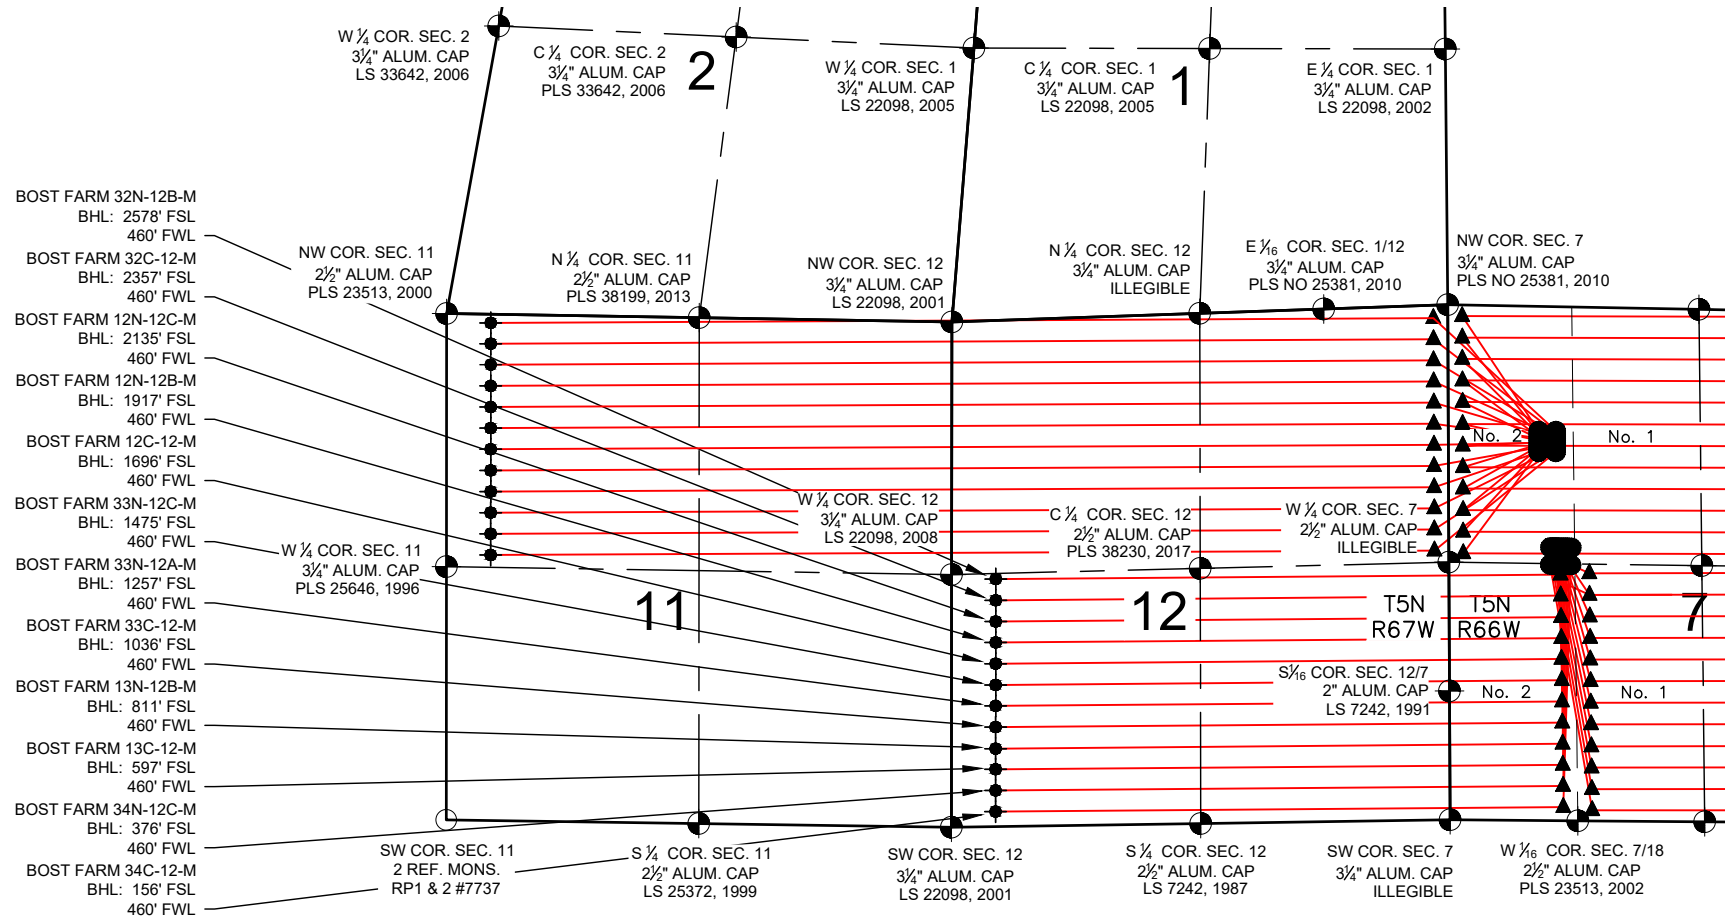 W ¼ COR. SEC. 2
3¼" ALUM. CAP
LS 33642, 2006
C ¼ COR. SEC. 2
3¼" ALUM. CAP
PLS 33642, 2006
2
W ¼ COR. SEC. 1
3¼" ALUM. CAP
LS 22098, 2005
C ¼ COR. SEC. 1
3¼" ALUM. CAP
LS 22098, 2005
1
E ¼ COR. SEC. 1
3¼" ALUM. CAP
LS 22098, 2002
BOST FARM 32N-12B-M
BHL: 2578' FSL
460' FWL
BOST FARM 32C-12-M
BHL: 2357' FSL
460' FWL
BOST FARM 12N-12C-M
BHL: 2135' FSL
460' FWL
BOST FARM 12N-12B-M
BHL: 1917' FSL
460' FWL
BOST FARM 12C-12-M
BHL: 1696' FSL
460' FWL
BOST FARM 33N-12C-M
BHL: 1475' FSL
460' FWL
BOST FARM 33N-12A-M
BHL: 1257' FSL
460' FWL
BOST FARM 33C-12-M
BHL: 1036' FSL
460' FWL
BOST FARM 13N-12B-M
BHL: 811' FSL
460' FWL
BOST FARM 13C-12-M
BHL: 597' FSL
460' FWL
BOST FARM 34N-12C-M
BHL: 376' FSL
460' FWL
BOST FARM 34C-12-M
BHL: 156' FSL
460' FWL
NW COR. SEC. 11
2½" ALUM. CAP
PLS 23513, 2000
N ¼ COR. SEC. 11
2½" ALUM. CAP
PLS 38199, 2013
NW COR. SEC. 12
3¼" ALUM. CAP
LS 22098, 2001
N ¼ COR. SEC. 12
3¼" ALUM. CAP
ILLEGIBLE
E 1⁄16 COR. SEC. 1/12
3¼" ALUM. CAP
PLS NO 25381, 2010
NW COR. SEC. 7
3¼" ALUM. CAP
PLS NO 25381, 2010
No. 2
No. 1
W ¼ COR. SEC. 12
3¼" ALUM. CAP
LS 22098, 2008
C ¼ COR. SEC. 12
2½" ALUM. CAP
PLS 38230, 2017
W ¼ COR. SEC. 7
2½" ALUM. CAP
ILLEGIBLE
W ¼ COR. SEC. 11
3¼" ALUM. CAP
PLS 25646, 1996
11
12
T5N
R67W
T5N
R66W
7
S1⁄16 COR. SEC. 12/7
2" ALUM. CAP
LS 7242, 1991
No. 2
No. 1
SW COR. SEC. 11
2 REF. MONS.
RP1 & 2 #7737
S ¼ COR. SEC. 11
2½" ALUM. CAP
LS 25372, 1999
SW COR. SEC. 12
3¼" ALUM. CAP
LS 22098, 2001
S ¼ COR. SEC. 12
2½" ALUM. CAP
LS 7242, 1987
SW COR. SEC. 7
3¼" ALUM. CAP
ILLEGIBLE
W 1⁄16 COR. SEC. 7/18
2½" ALUM. CAP
PLS 23513, 2002